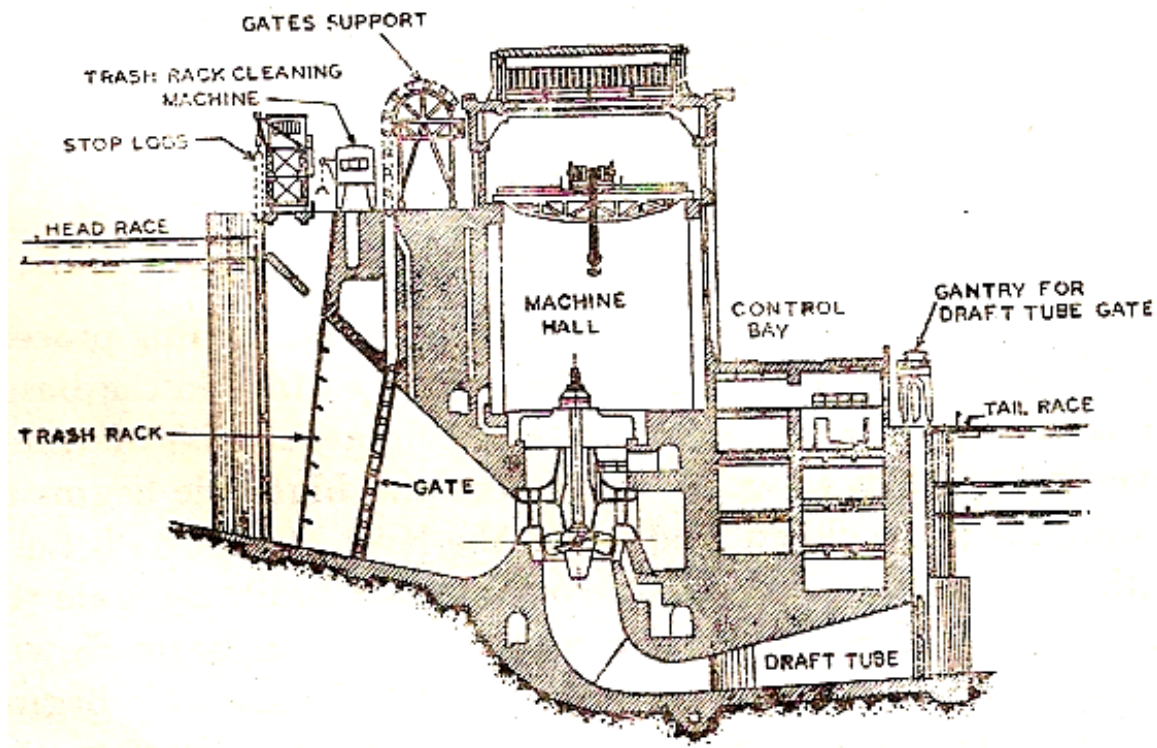 GATES SUPPORT
TRASH RACK CLEANING
MACHINE
STOP LOGS
HEAD RACE
MACHINE
HALL
CONTROL
BAY
GANTRY FOR
DRAFT TUBE GATE
TAIL RACE
TRASH RACK
GATE
DRAFT TUBE